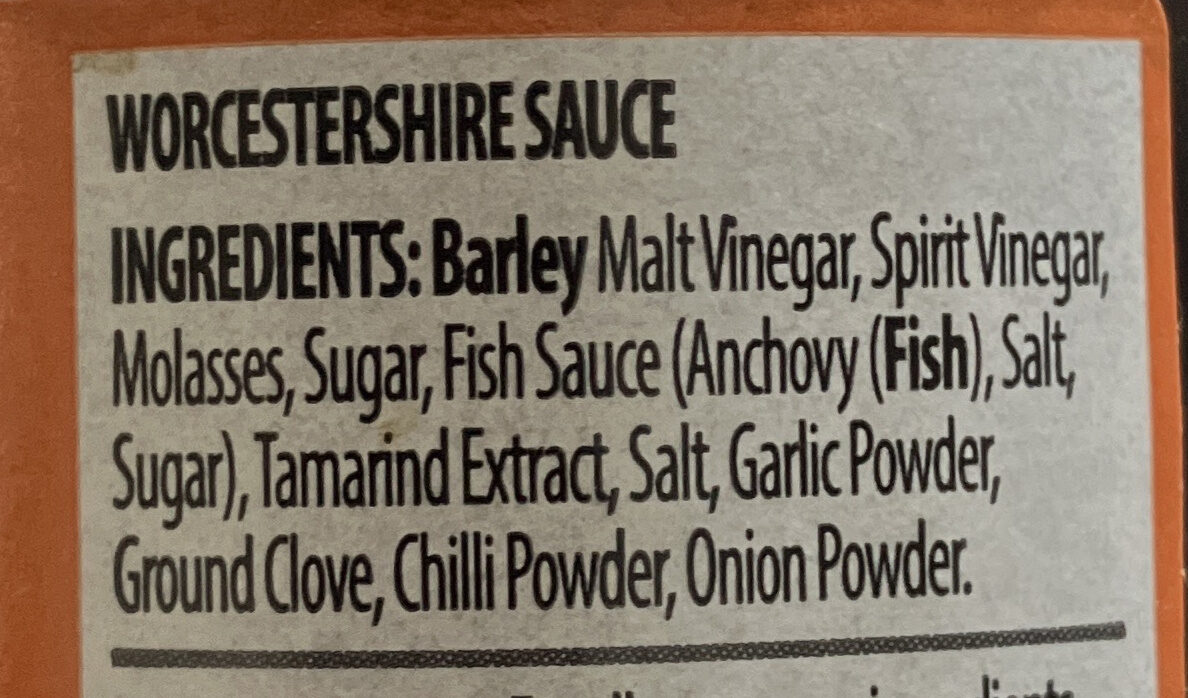 WORCESTERSHIRE SAUCE
INGREDIENTS: Barley Malt Vinegar, Spirit Vinegar,
Molasses, Sugar, Fish Sauce (Anchovy (Fish), Salt,
Sugar), Tamarind Extract, Salt, Garlic Powder,
Ground Clove, Chilli Powder, Onion Powder.